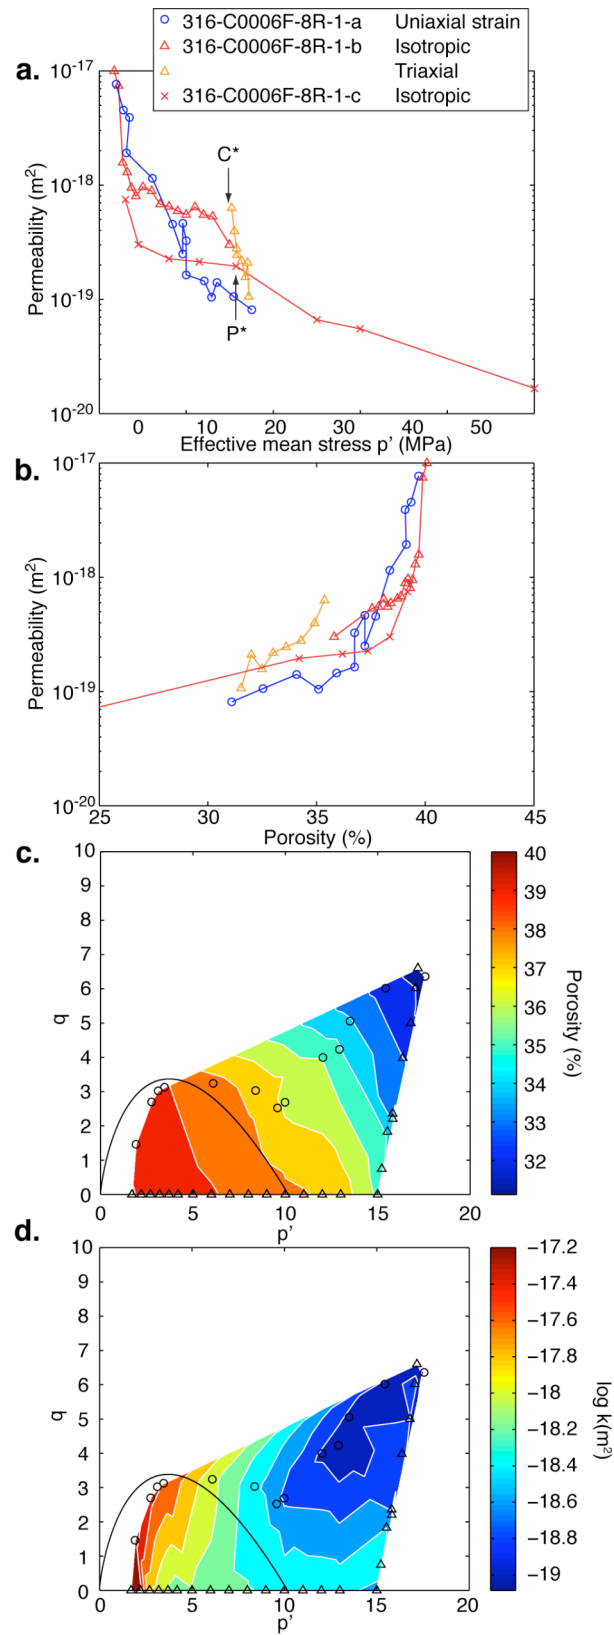 316-C0006F-8R-1-a Uniaxial strain
316-C0006F-8R-1-b Isotropic
Triaxial
316-C0006F-8R-1-c Isotropic
a.
10-17
10-18
10-19
10-20
Permeability (m2)
C*
P*
0 10 20 30 40 50
Effective mean stress p’ (MPa)
b.
10-17
10-18
10-19
10-20
Permeability (m2)
25 30 35 40 45
Porosity (%)
c.
10
9
8
7
6
5
4
3
2
1
0
q
0 5 10 15 20
p’
40
39
38
37
36
35
34
33
32
Porosity (%)
d.
10
9
8
7
6
5
4
3
2
1
0
q
0 5 10 15 20
p’
−17.2
−17.4
−17.6
−17.8
−18
−18.2
−18.4
−18.6
−18.8
−19
log k(m2)